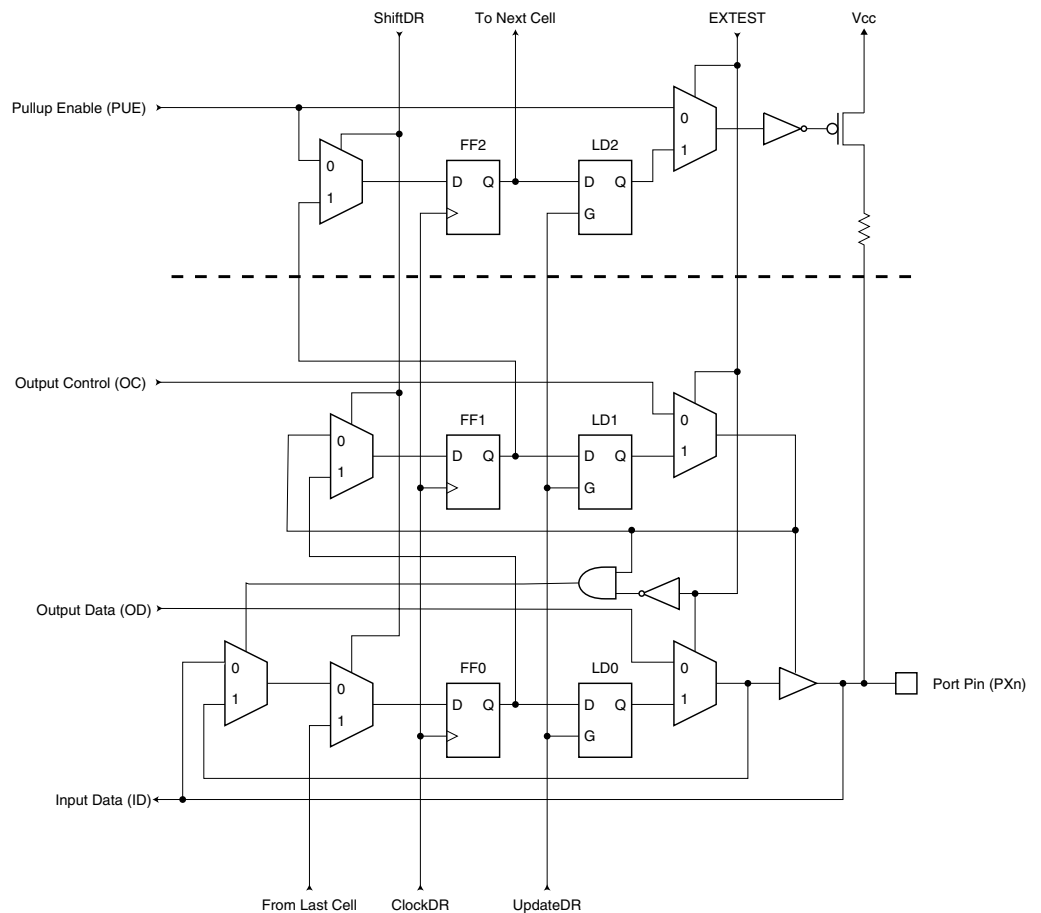 ShiftDR
To Next Cell
EXTEST
Vcc
Pullup Enable (PUE)
0
1
FF2
D Q
LD2
D Q
G
0
1
Output Control (OC)
0
1
FF1
D Q
LD1
D Q
G
0
1
Output Data (OD)
0
1
0
1
FF0
D Q
LD0
D Q
G
0
1
Port Pin (PXn)
Input Data (ID)
From Last Cell
ClockDR
UpdateDR